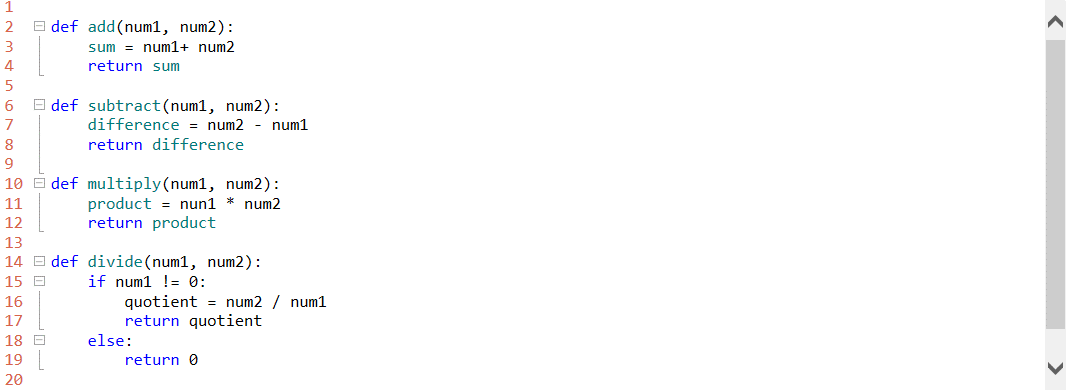 1
2 def add(num1, num2):
3     sum = num1+ num2
4     return sum
5
6 def subtract(num1, num2):
7     difference = num2 - num1
8     return difference
9
10 def multiply(num1, num2):
11     product = nun1 * num2
12     return product
13
14 def divide(num1, num2):
15     if num1 != 0:
16         quotient = num2 / num1
17         return quotient
18     else:
19         return 0
20